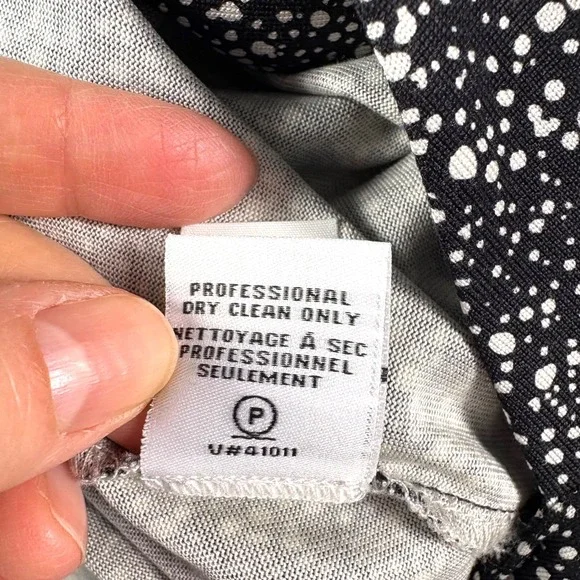 PROFESSIONAL
DRY CLEAN ONLY
NETTOYAGE À SEC
PROFESSIONNEL
SEULEMENT
P
V#41011